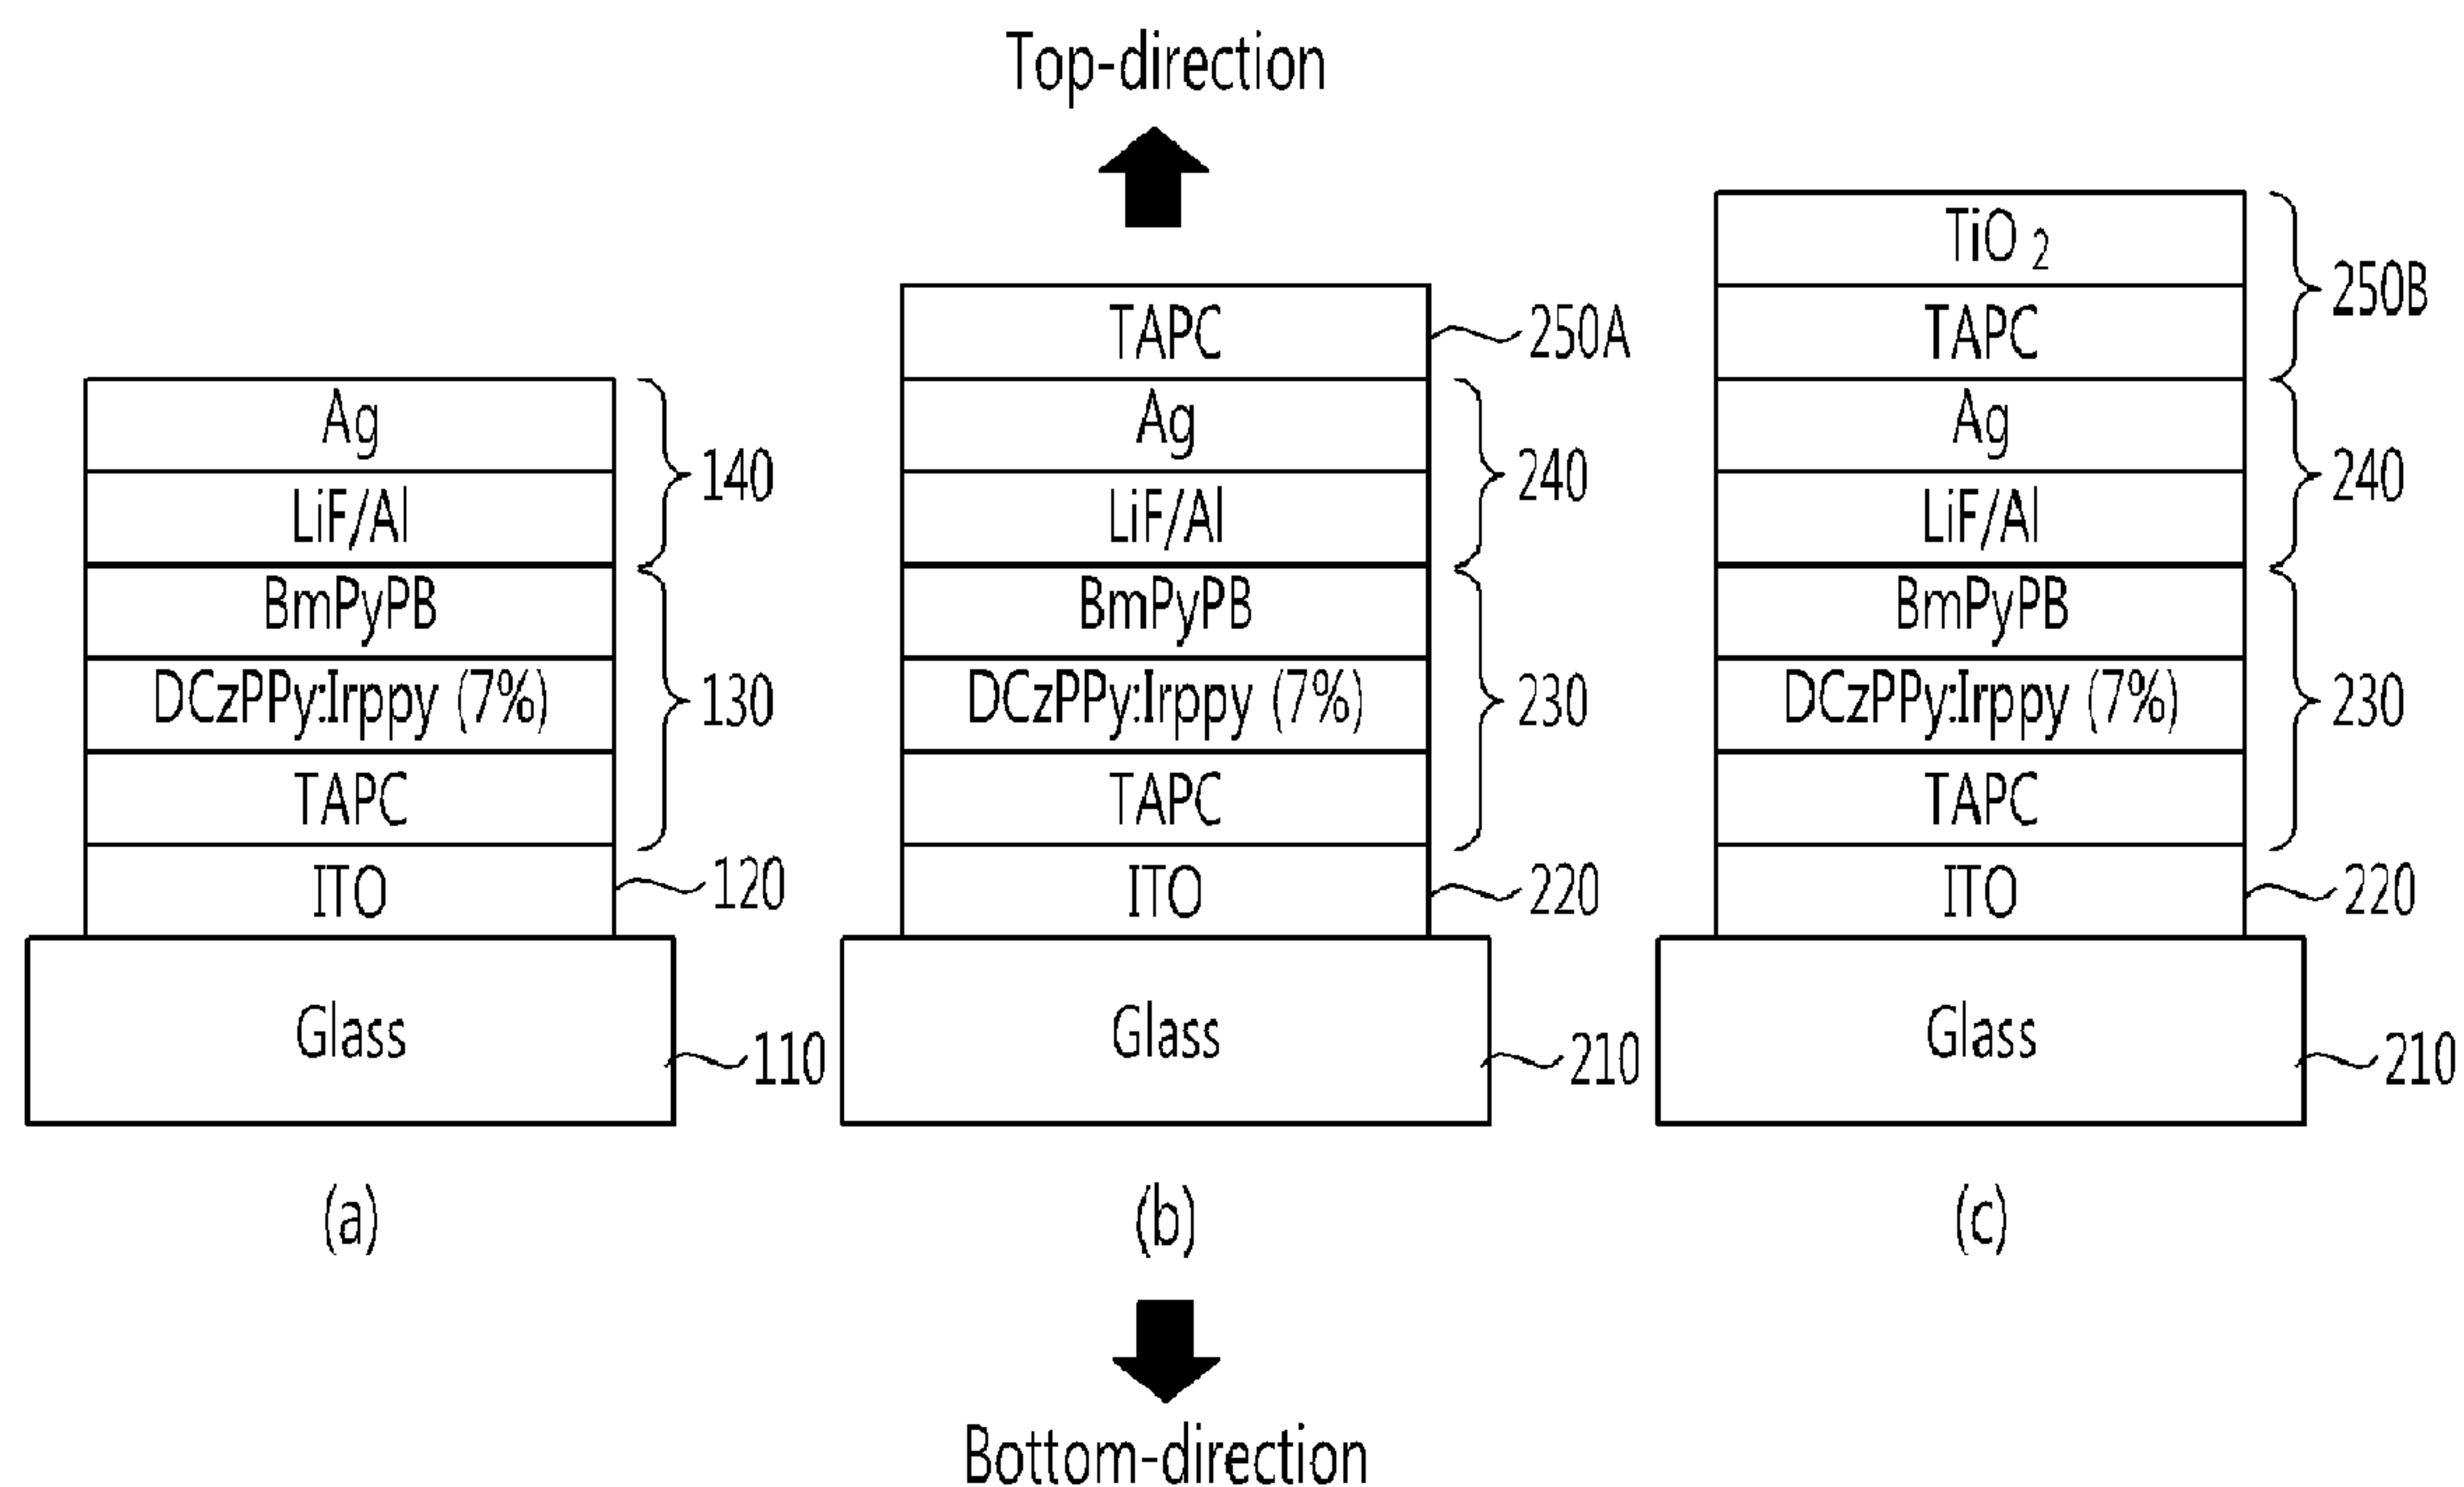 Top-direction
Ag
LiF/Al
BmPyPB
DCzPPy:Irppy (7%)
TAPC
ITO
Glass
140
130
120
110
(a)
TAPC
Ag
LiF/Al
BmPyPB
DCzPPy:Irppy (7%)
TAPC
ITO
Glass
250A
240
230
220
210
(b)
TiO 2
TAPC
Ag
LiF/Al
BmPyPB
DCzPPy:Irppy (7%)
TAPC
ITO
Glass
250B
240
230
220
210
(c)
Bottom-direction